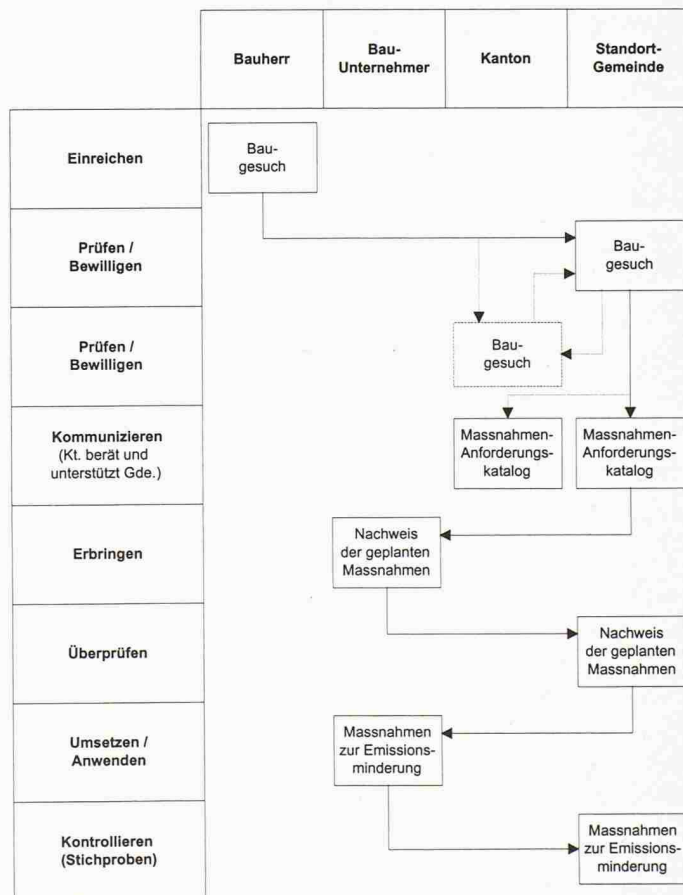 Bauherr
Bau-
Unternehmer
Kanton
Standort-
Gemeinde
Einreichen
Bau-
gesuch
Prüfen /
Bewilligen
Bau-
gesuch
Prüfen /
Bewilligen
Bau-
gesuch
Kommunizieren
(Kt. berät und
unterstützt Gde.)
Massnahmen-
Anforderungs-
katalog
Massnahmen-
Anforderungs-
katalog
Erbringen
Nachweis
der geplanten
Massnahmen
Überprüfen
Nachweis
der geplanten
Massnahmen
Umsetzen /
Anwenden
Massnahmen
zur Emissions-
minderung
Kontrollieren
(Stichproben)
Massnahmen
zur Emissions-
minderung